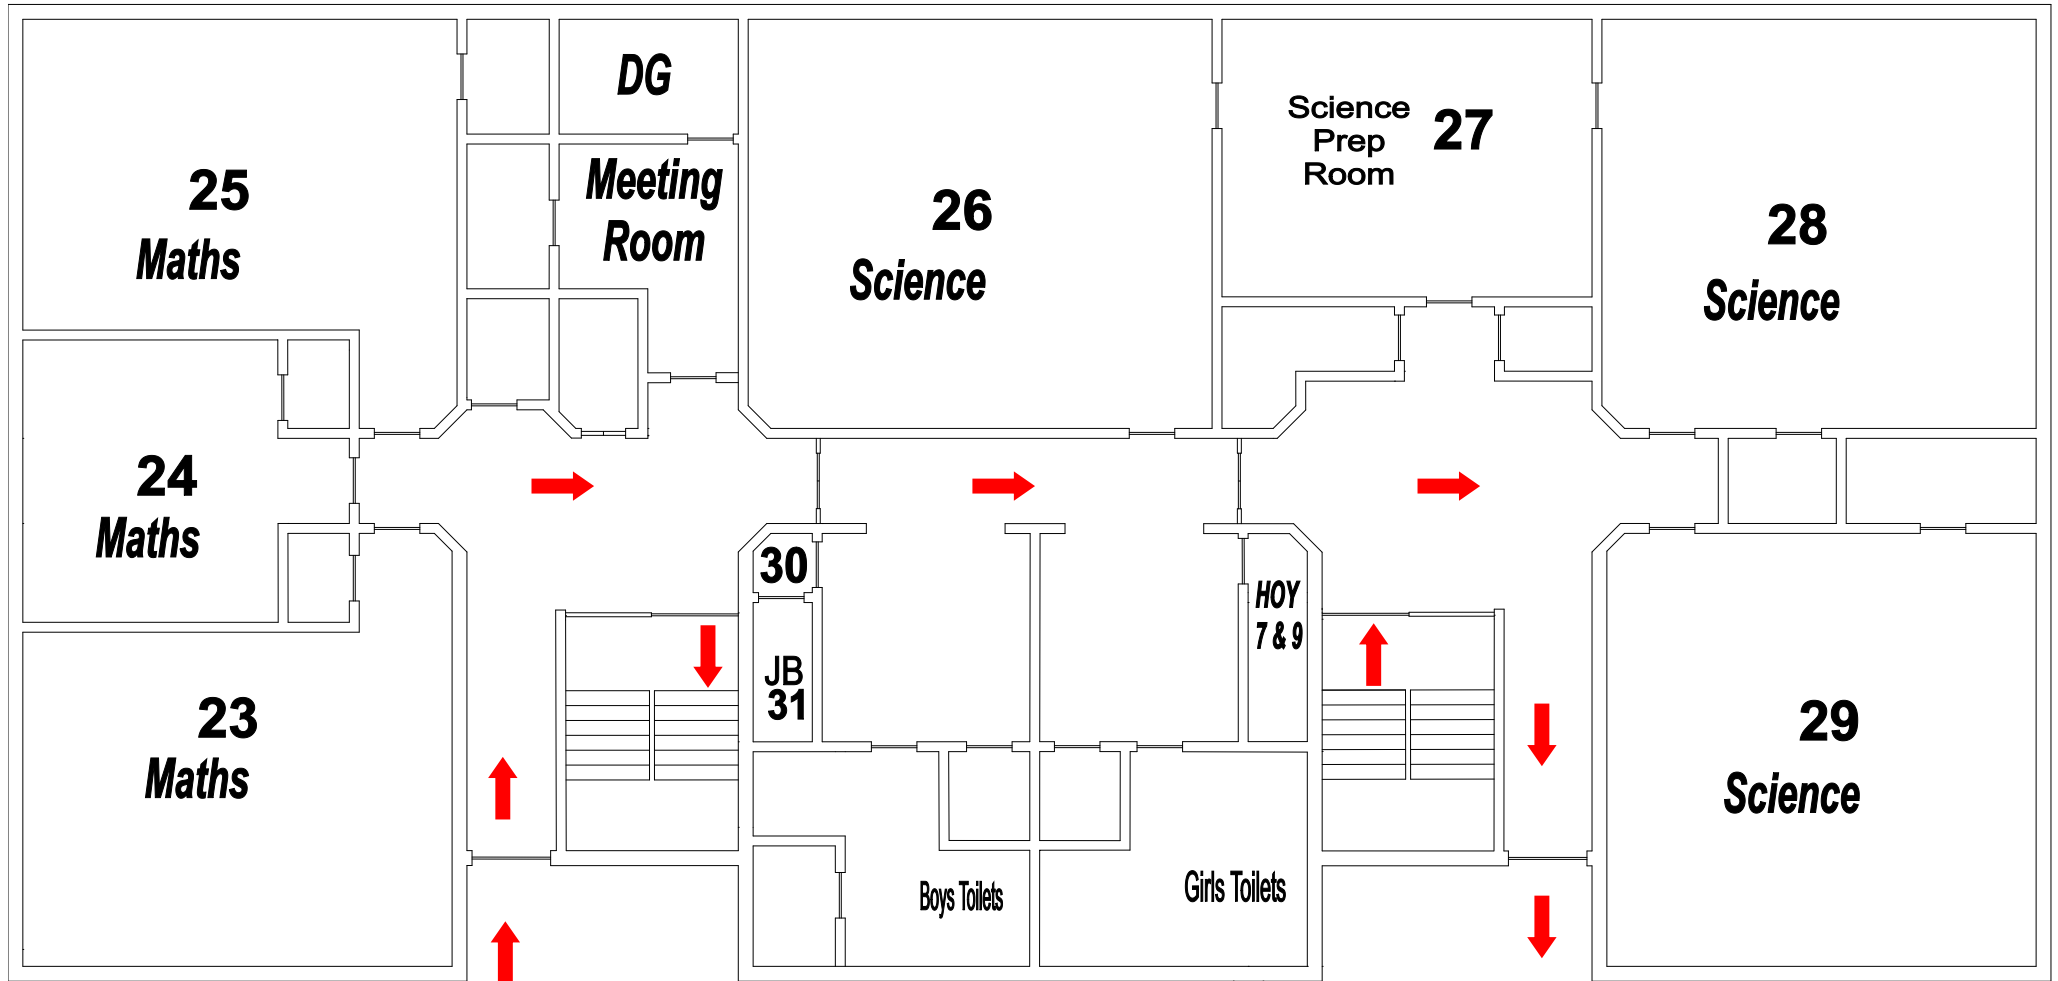 DG
Meeting
Room
25
Maths
26
Science
Science
Prep
Room
27
28
Science
24
Maths
30
JB
31
HOY
7 & 9
23
Maths
29
Science
Boys Toilets
Girls Toilets